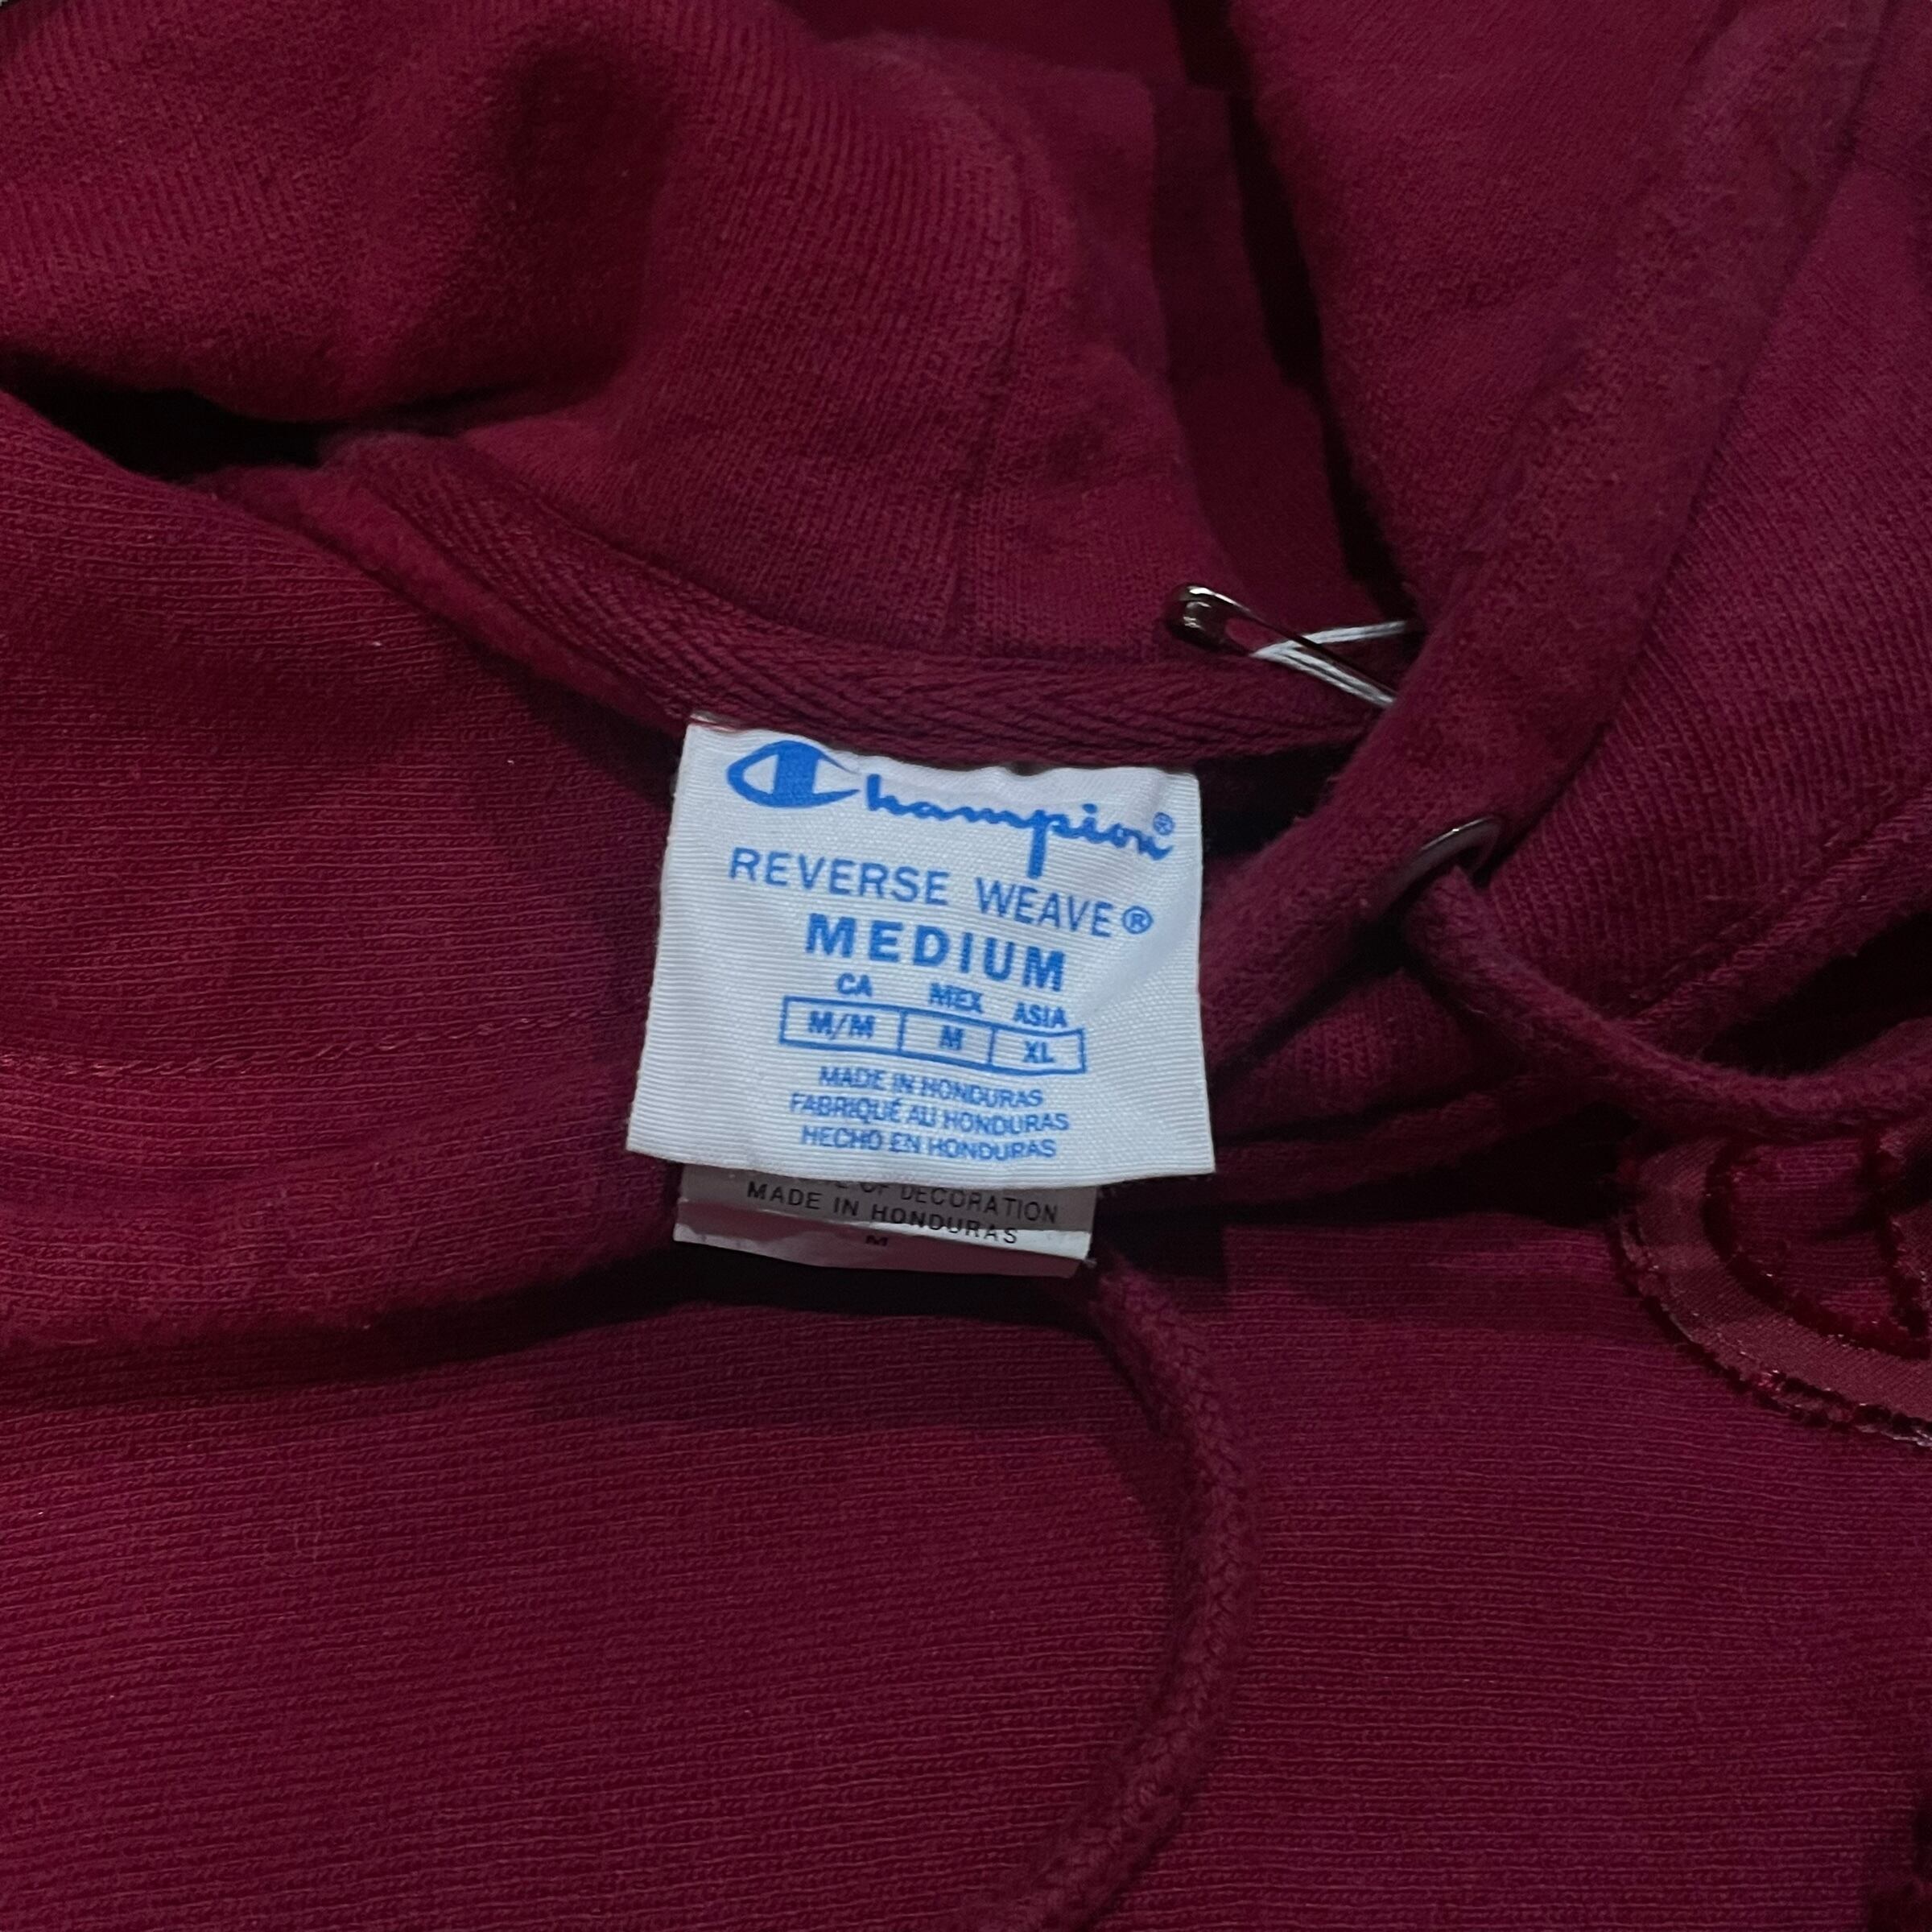 Champion®
REVERSE WEAVE®
MEDIUM
CA MEX ASIA
M/M M XL
MADE IN HONDURAS
FABRIQUÉ AU HONDURAS
HECHO EN HONDURAS
OF DECORATION
MADE IN HONDURAS
M